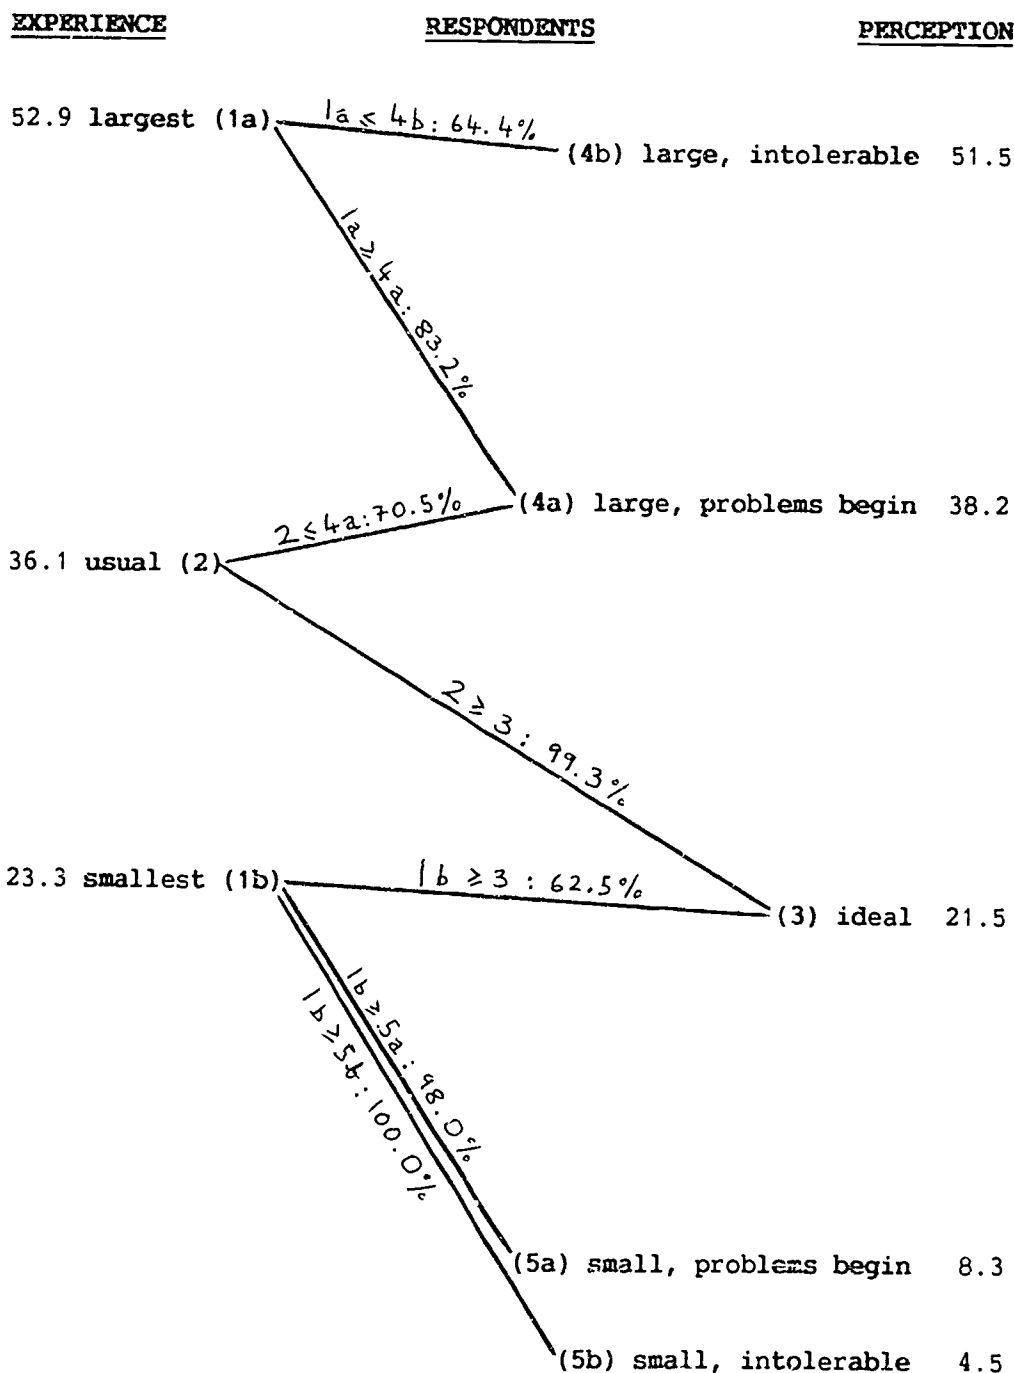 EXPERIENCE RESPONDENTS PERCEPTION
52.9 largest (1a) 1a ≤ 4b: 64.4% (4b) large, intolerable 51.5
1a ≥ 4a: 83.2%
2 ≤ 4a: 70.5% (4a) large, problems begin 38.2
36.1 usual (2)
2 ≥ 3: 99.3%
23.3 smallest (1b) 1b ≥ 3: 62.5% (3) ideal 21.5
1b ≥ 5a: 98.0%
1b ≥ 5b: 100.0%
(5a) small, problems begin 8.3
(5b) small, intolerable 4.5